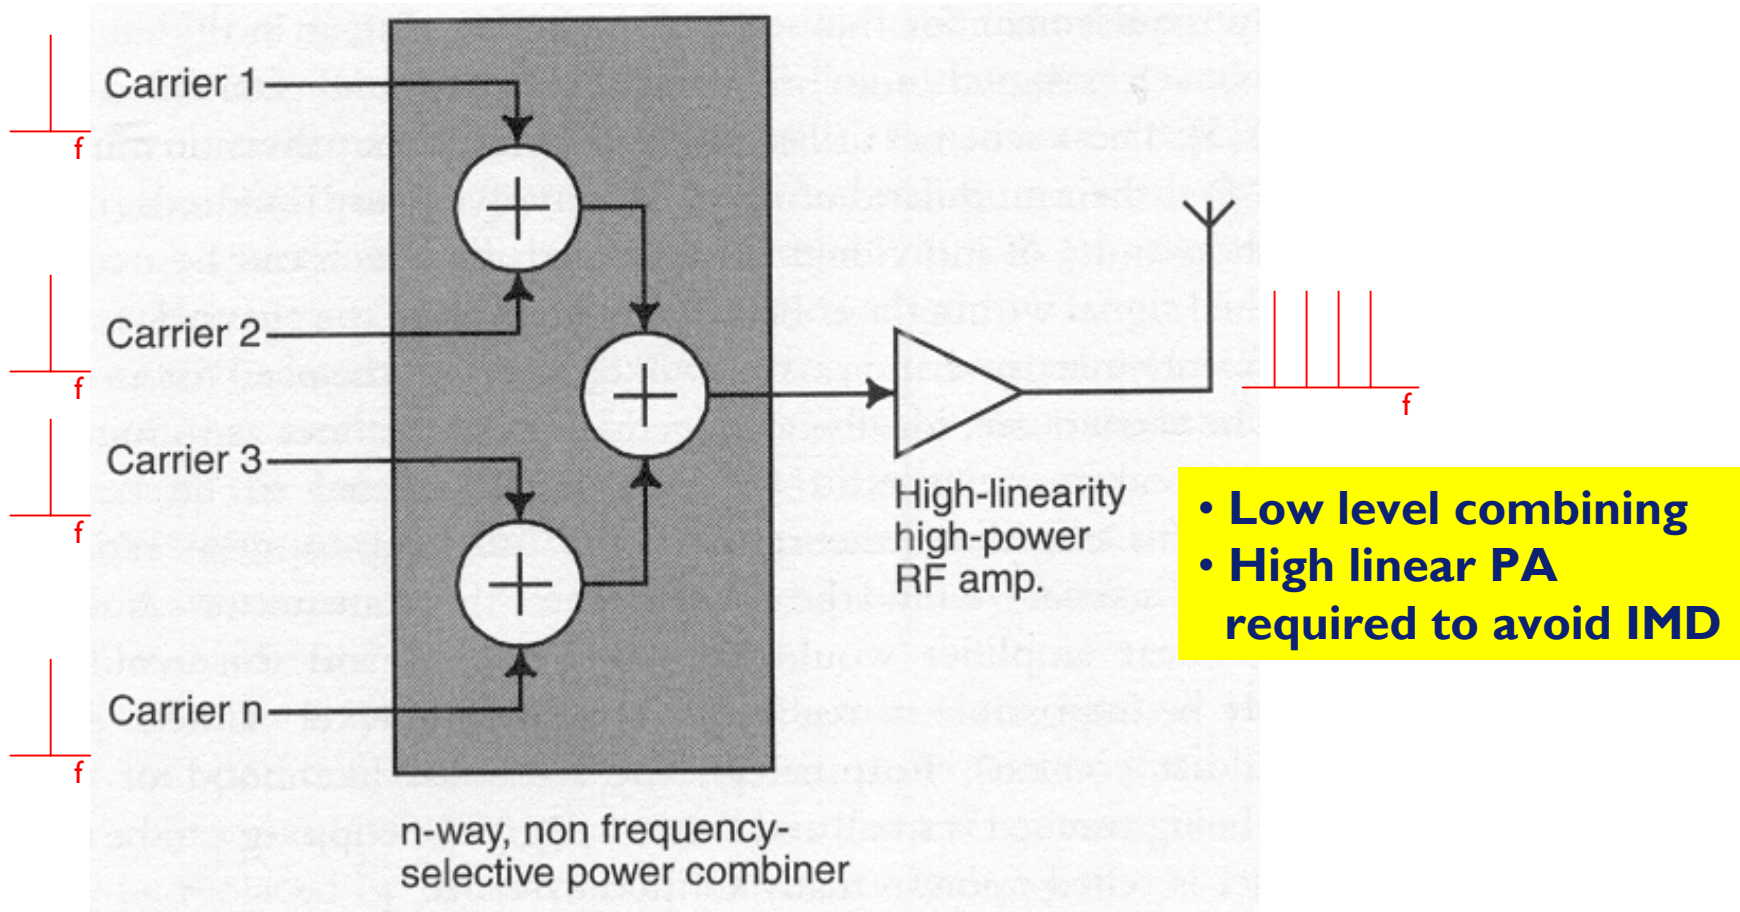 Carrier 1
f
Carrier 2
f
Carrier 3
f
Carrier n
f
n-way, non frequency-
selective power combiner
High-linearity
high-power
RF amp.
f
• Low level combining
• High linear PA
required to avoid IMD